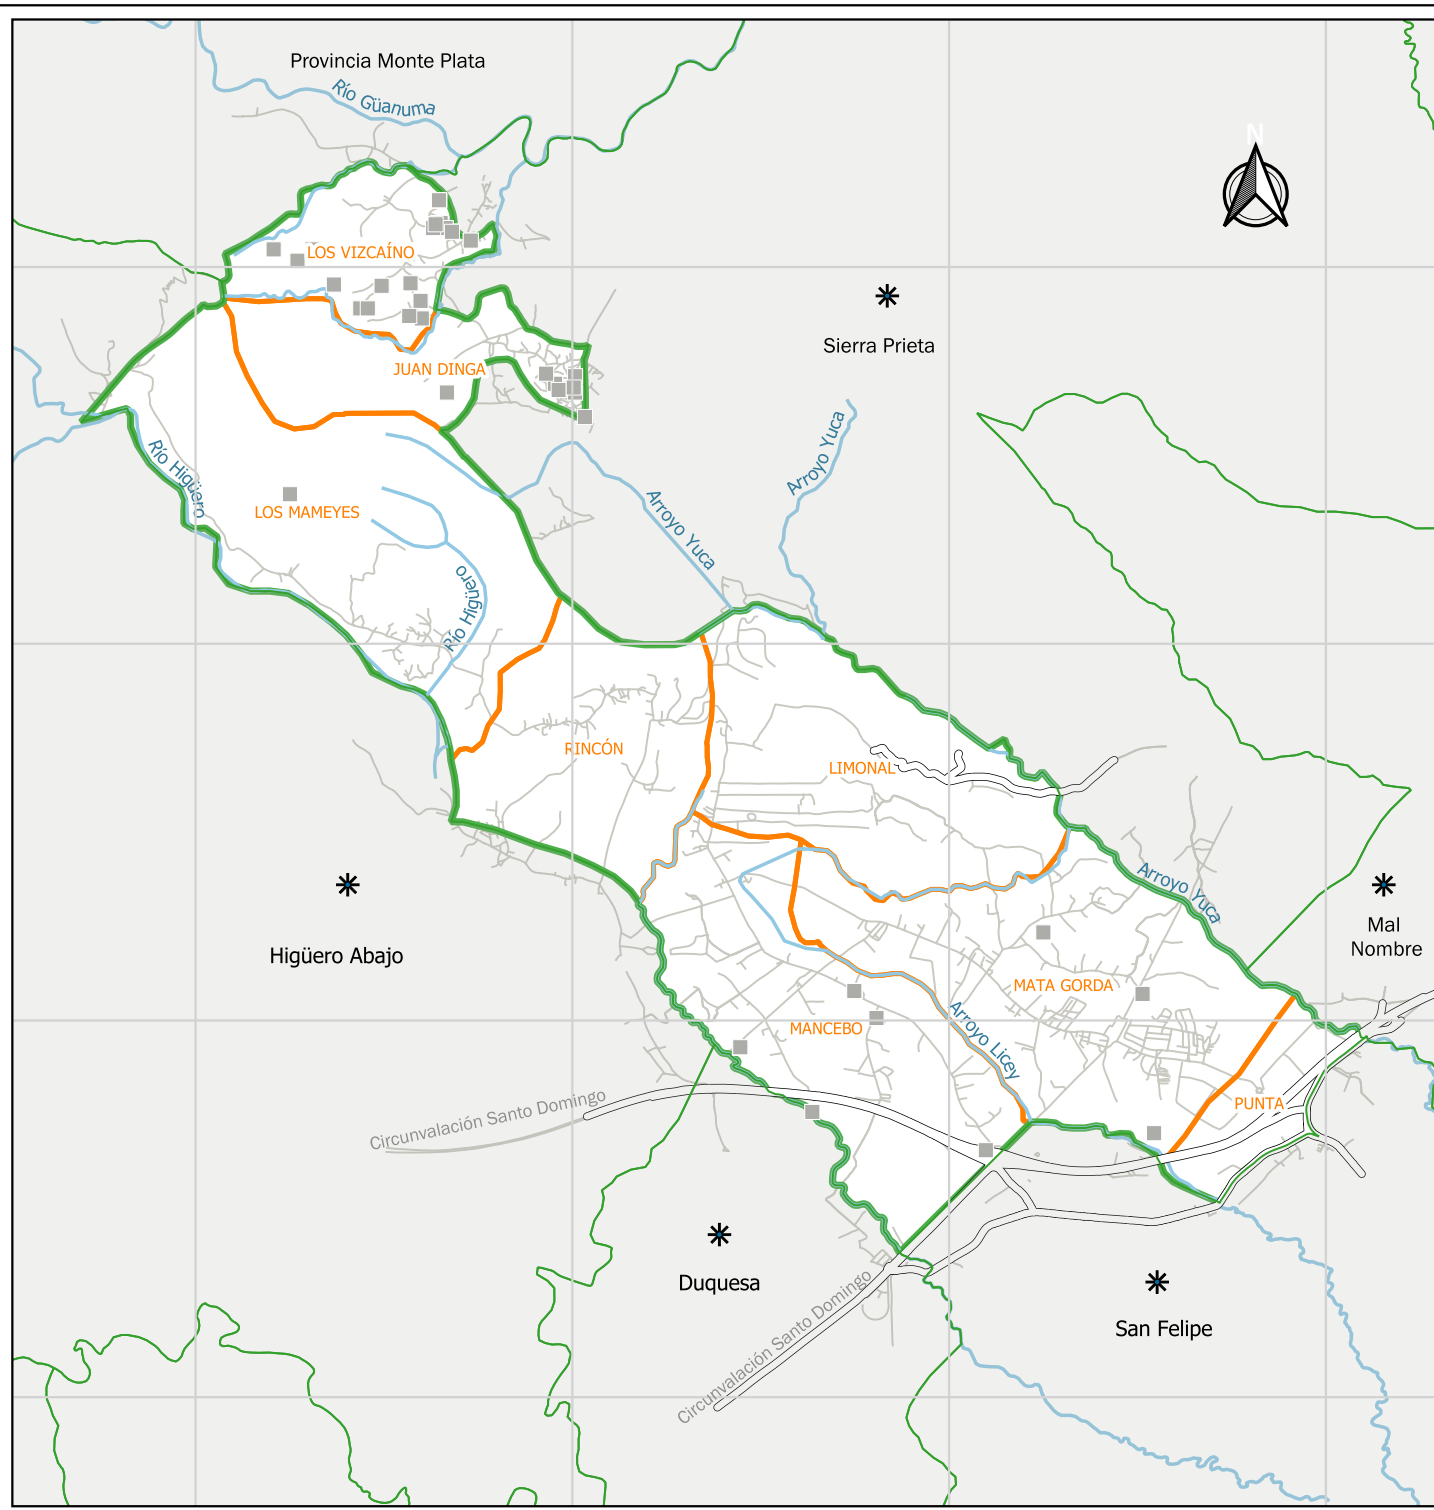 Provincia Monte Plata
Río Güanuma
N
LOS VIZCAÍNO
Sierra Prieta
JUAN DINGA
Arroyo Yuca
Río Higüero
LOS MAMEYES
Arroyo Yuca
Río Higüero
RINCÓN
LIMONAL
Arroyo Yuca
Mal
Nombre
Higüero Abajo
MATA GORDA
MANCEBO
Arroyo Licey
PUNTA
Circunvalación Santo Domingo
Duquesa
Circunvalación Santo Domingo
San Felipe